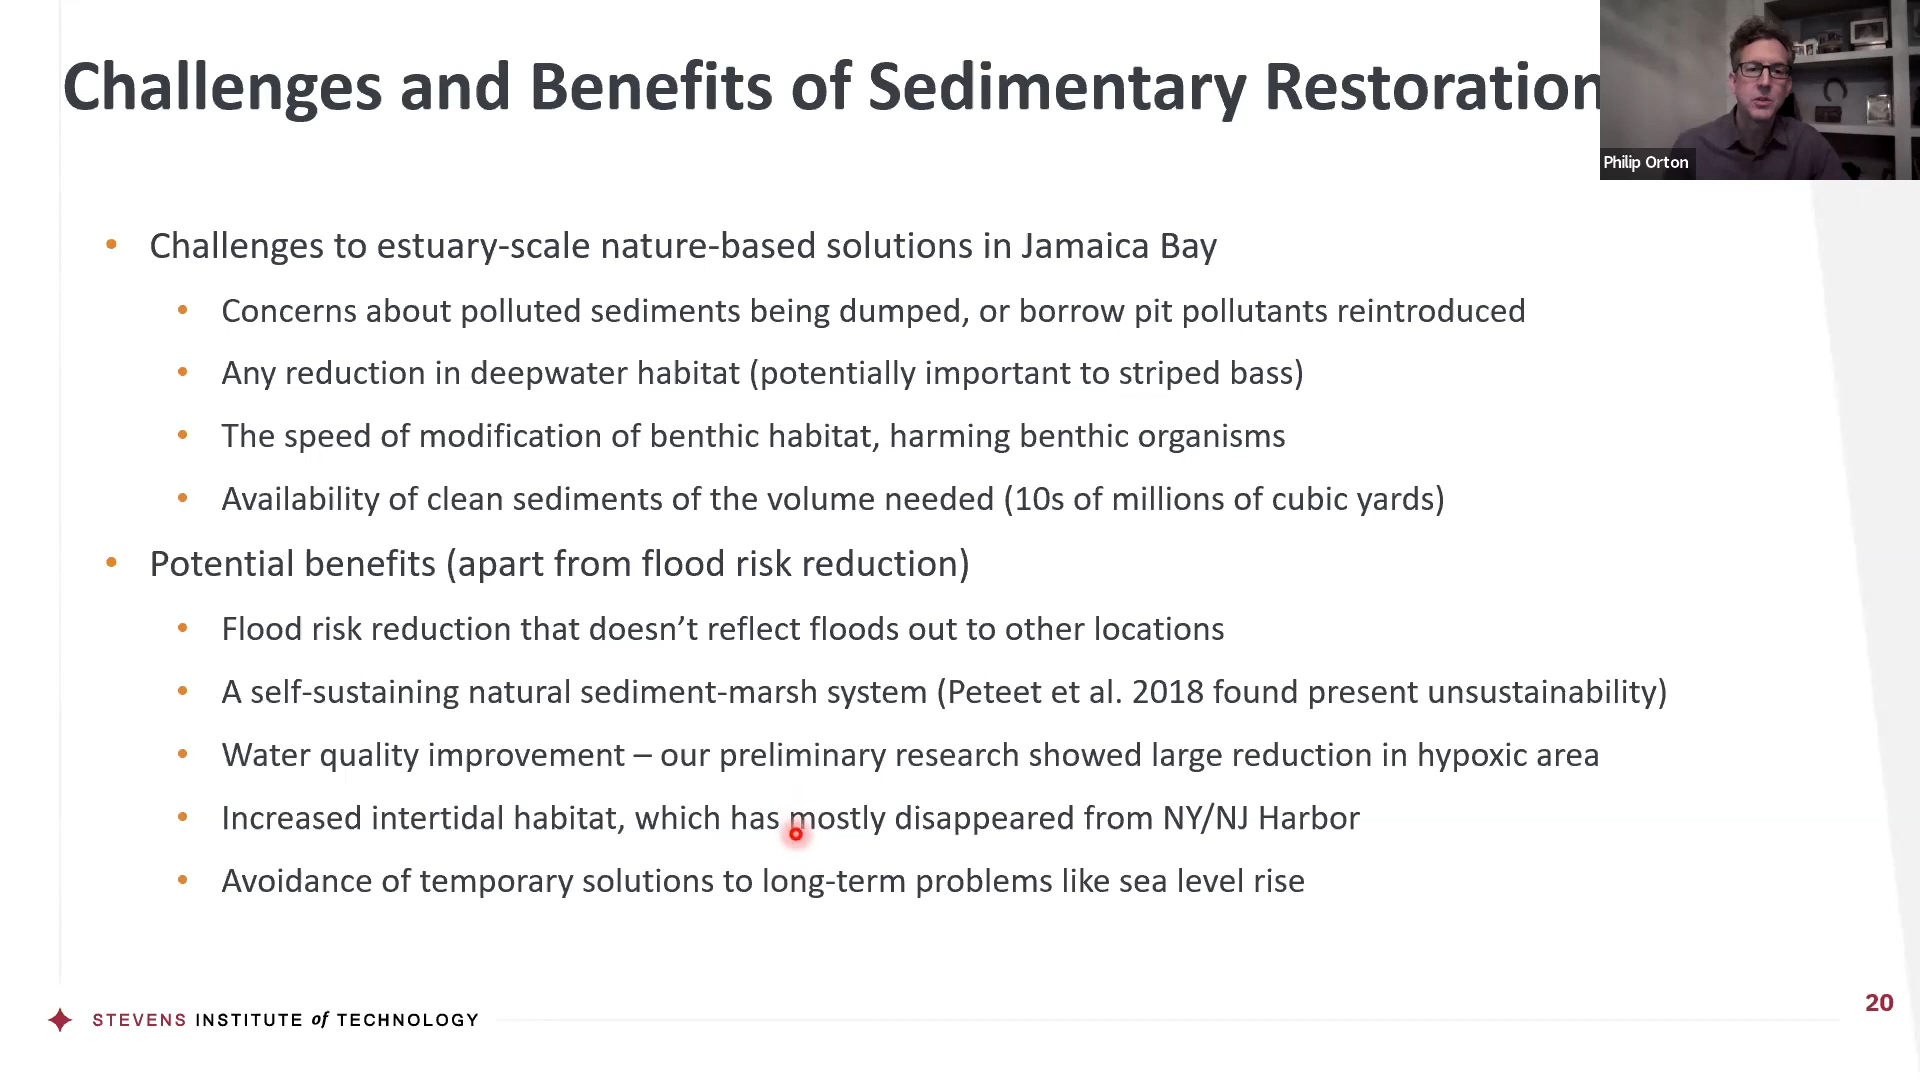 Challenges and Benefits of Sedimentary Restoration
Philip Orton
• Challenges to estuary-scale nature-based solutions in Jamaica Bay
• Concerns about polluted sediments being dumped, or borrow pit pollutants reintroduced
• Any reduction in deepwater habitat (potentially important to striped bass)
• The speed of modification of benthic habitat, harming benthic organisms
• Availability of clean sediments of the volume needed (10s of millions of cubic yards)
• Potential benefits (apart from flood risk reduction)
• Flood risk reduction that doesn’t reflect floods out to other locations
• A self-sustaining natural sediment-marsh system (Peteet et al. 2018 found present unsustainability)
• Water quality improvement – our preliminary research showed large reduction in hypoxic area
• Increased intertidal habitat, which has mostly disappeared from NY/NJ Harbor
• Avoidance of temporary solutions to long-term problems like sea level rise
STEVENS INSTITUTE of TECHNOLOGY
20